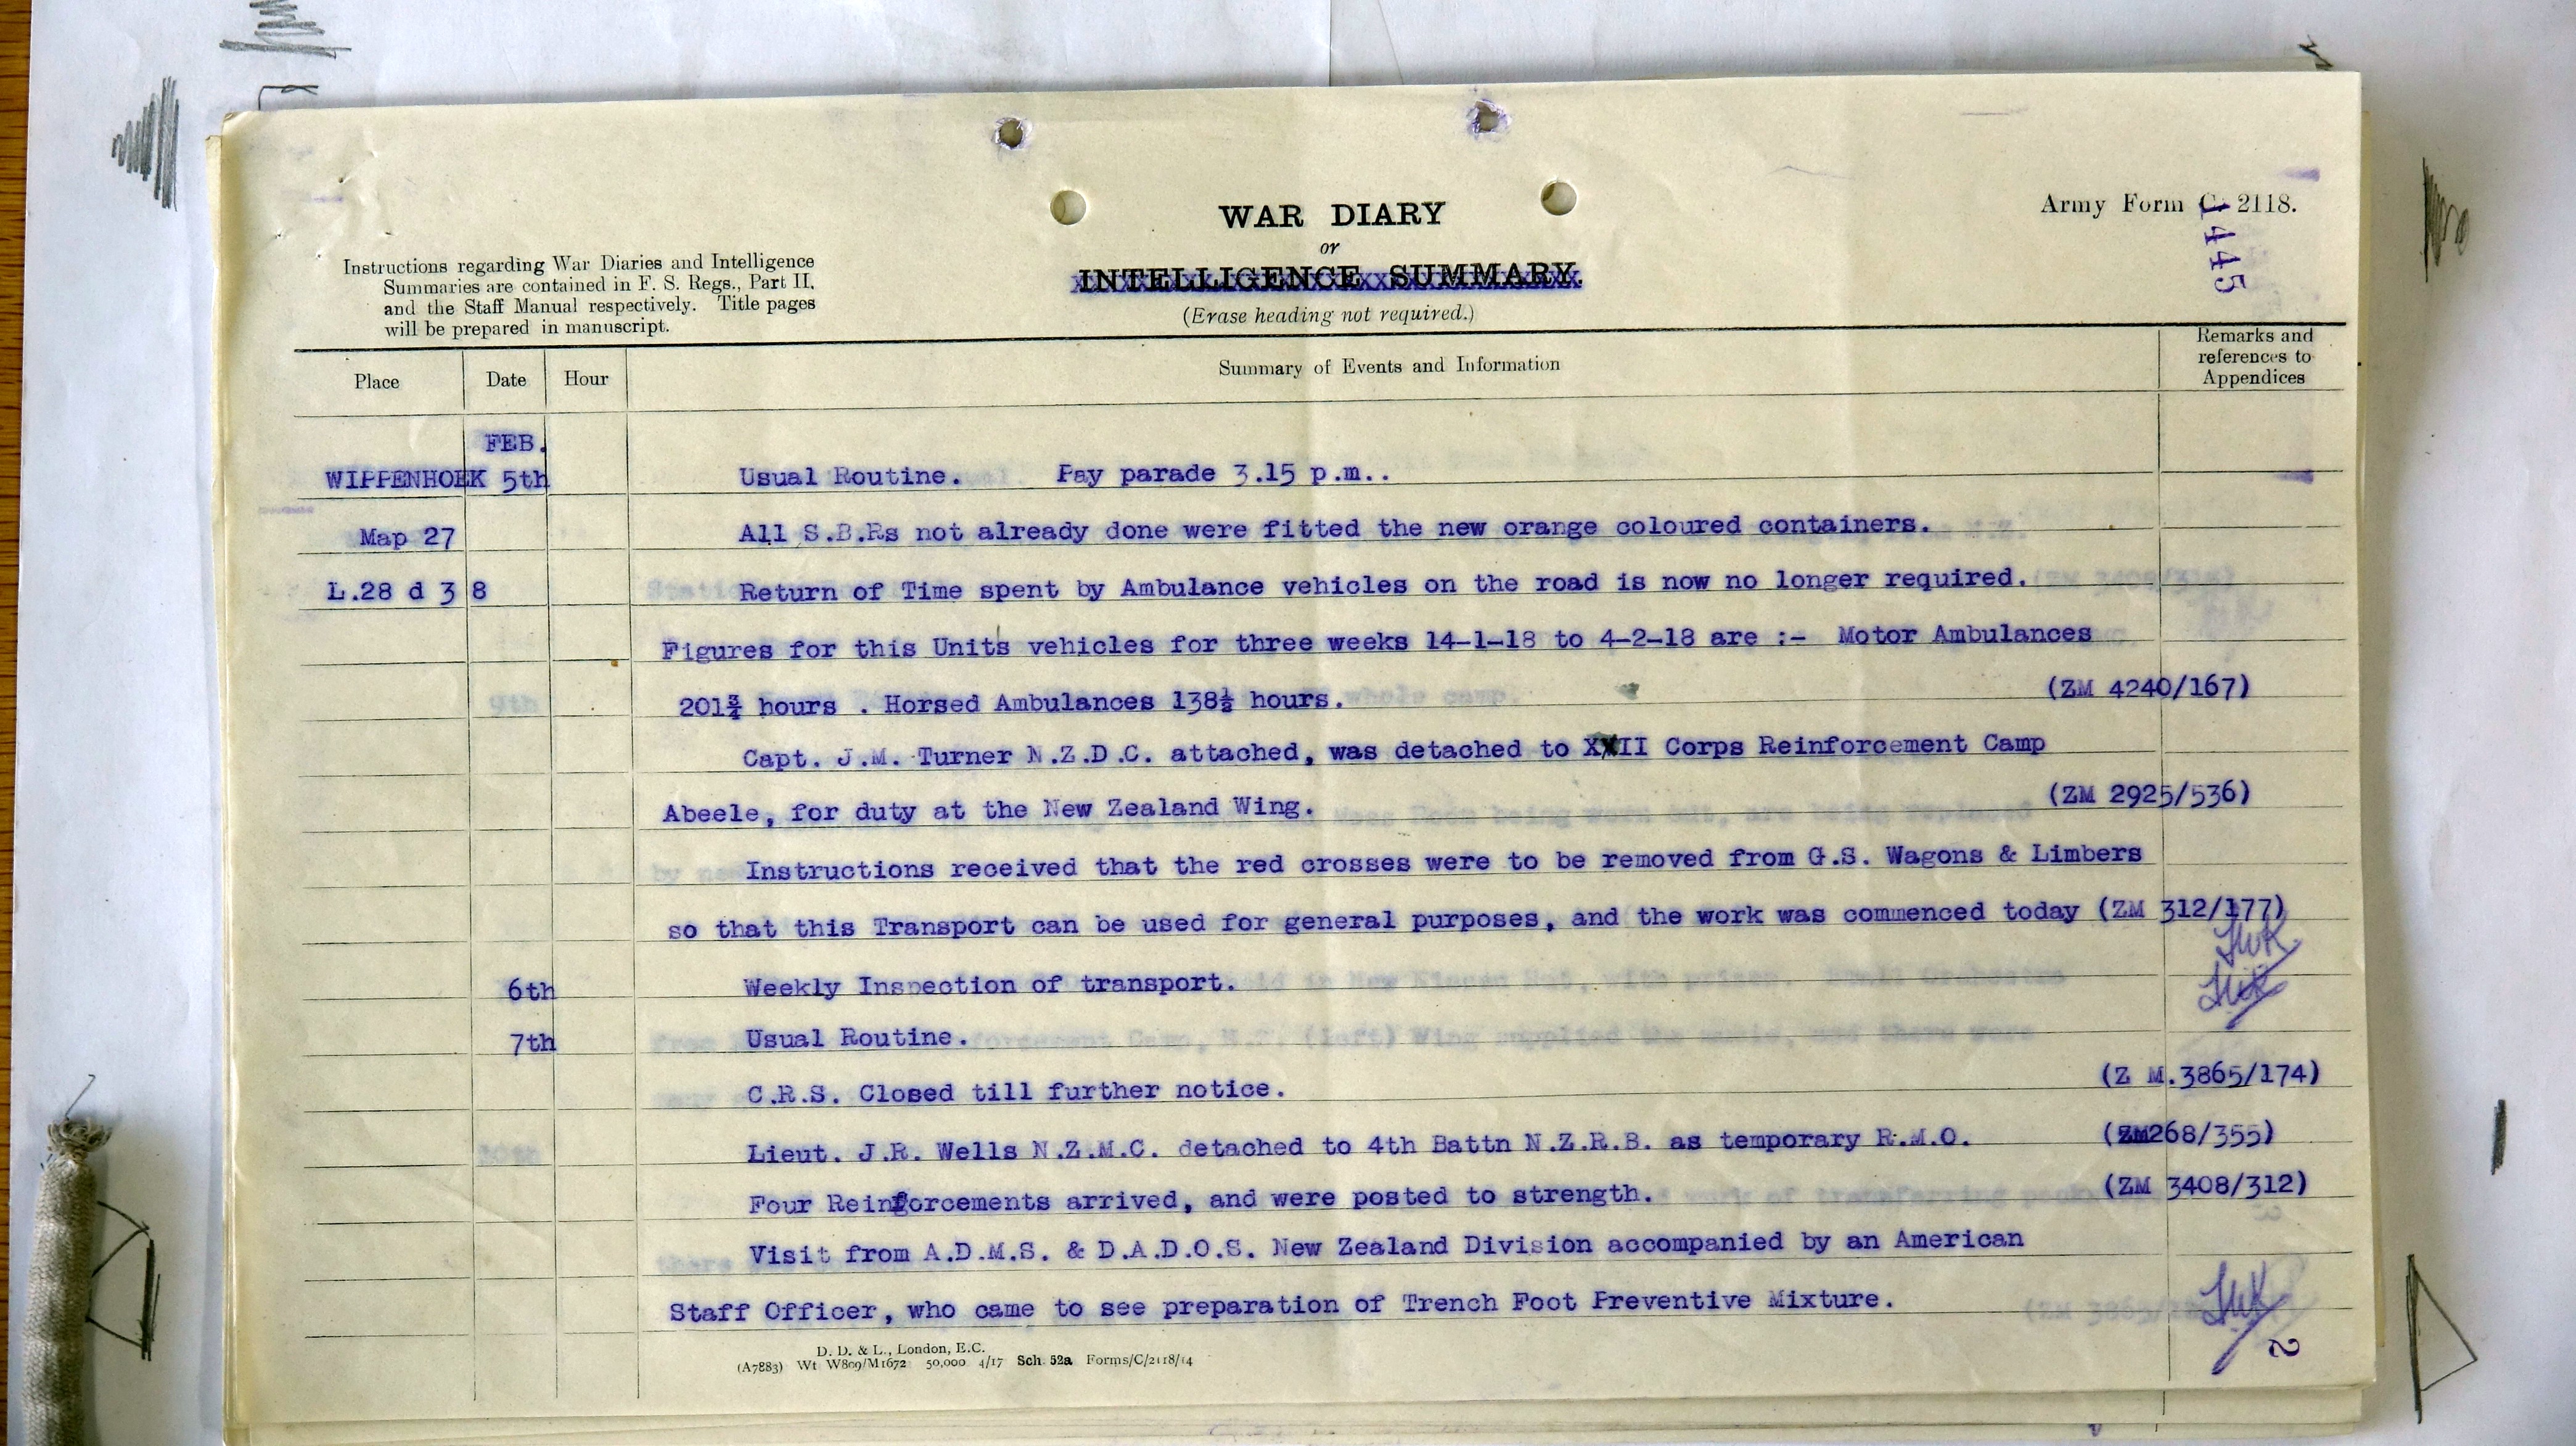 Army Form C. 2118.
1445
WAR DIARY
or
INTELLIGENCE SUMMARY.
(Erase heading not required.)
Instructions regarding War Diaries and Intelligence
Summaries are contained in F. S. Regs., Part II.
and the Staff Manual respectively. Title pages
will be prepared in manuscript.
Place Date Hour Summary of Events and Information Remarks and
references to
Appendices
FEB.
WIPPENHOEK 5th Usual Routine. Pay parade 3.15 p.m..
Map 27 All S.B.Rs not already done were fitted the new orange coloured containers.
L.28 d 3 8 Return of Time spent by Ambulance vehicles on the road is now no longer required.
Figures for this Units vehicles for three weeks 14-1-18 to 4-2-18 are :- Motor Ambulances
201¾ hours . Horsed Ambulances 138½ hours. (ZM 4240/167)
Capt. J.M. Turner N.Z.D.C. attached, was detached to XXII Corps Reinforcement Camp
Abeele, for duty at the New Zealand Wing. (ZM 2925/536)
Instructions received that the red crosses were to be removed from G.S. Wagons & Limbers
so that this Transport can be used for general purposes, and the work was commenced today (ZM 312/177)
6th Weekly Inspection of transport.
7th Usual Routine.
C.R.S. Closed till further notice. (Z M.3865/174)
Lieut. J.R. Wells N.Z.M.C. detached to 4th Battn N.Z.R.B. as temporary R.M.O. (ZM268/355)
Four Reinforcements arrived, and were posted to strength. (ZM 3408/312)
Visit from A.D.M.S. & D.A.D.O.S. New Zealand Division accompanied by an American
Staff Officer, who came to see preparation of Trench Foot Preventive Mixture.
2
D. D. & L., London, E.C.
(A7883) Wt W809/M1672 50,000 4/17 Sch. 52a Forms/C/2118/14